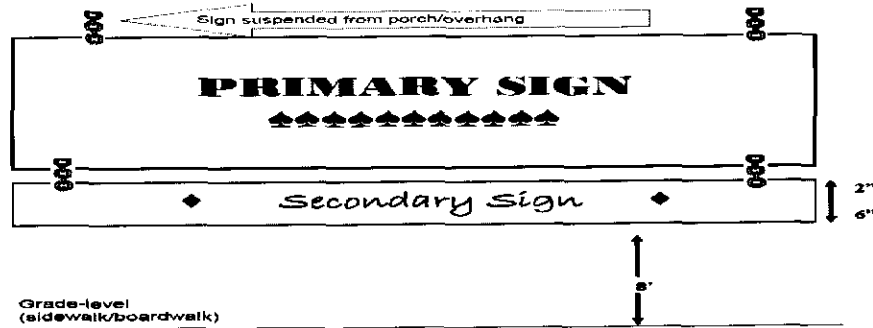 Sign suspended from porch/overhang
PRIMARY SIGN
♠♠♠♠♠♠♠♠♠♠♠
Secondary Sign
2"
6"
8'
Grade-level
(sidewalk/boardwalk)